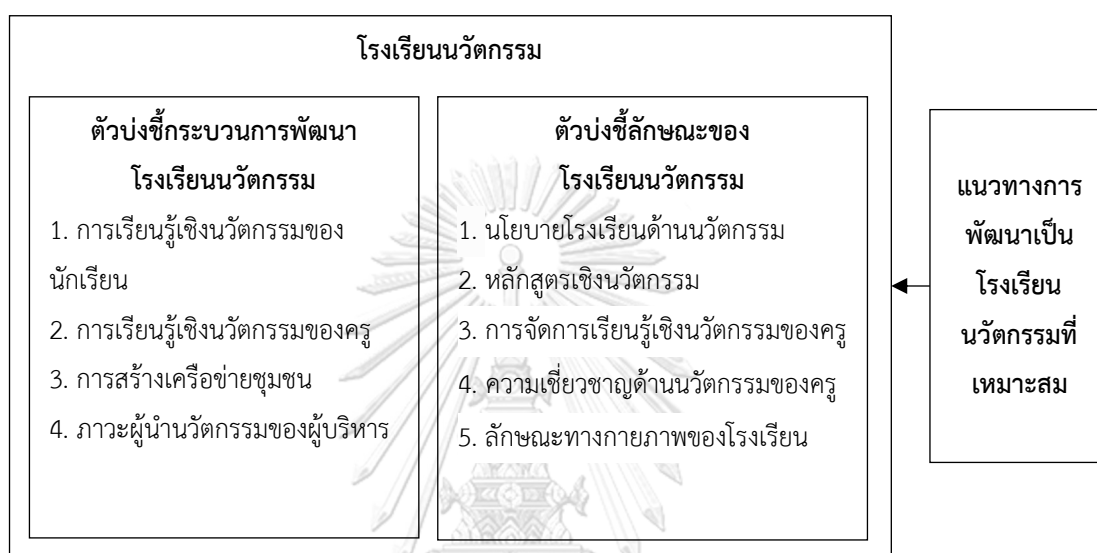 โรงเรียนนวัตกรรม
ตัวบ่งชี้กระบวนการพัฒนา
โรงเรียนนวัตกรรม
1. การเรียนรู้เชิงนวัตกรรมของ
นักเรียน
2. การเรียนรู้เชิงนวัตกรรมของครู
3. การสร้างเครือข่ายชุมชน
4. ภาวะผู้นำนวัตกรรมของผู้บริหาร
ตัวบ่งชี้ลักษณะของ
โรงเรียนนวัตกรรม
1. นโยบายโรงเรียนด้านนวัตกรรม
2. หลักสูตรเชิงนวัตกรรม
3. การจัดการเรียนรู้เชิงนวัตกรรมของครู
4. ความเชี่ยวชาญด้านนวัตกรรมของครู
5. ลักษณะทางกายภาพของโรงเรียน
แนวทางการ
พัฒนาเป็น
โรงเรียน
นวัตกรรมที่
เหมาะสม